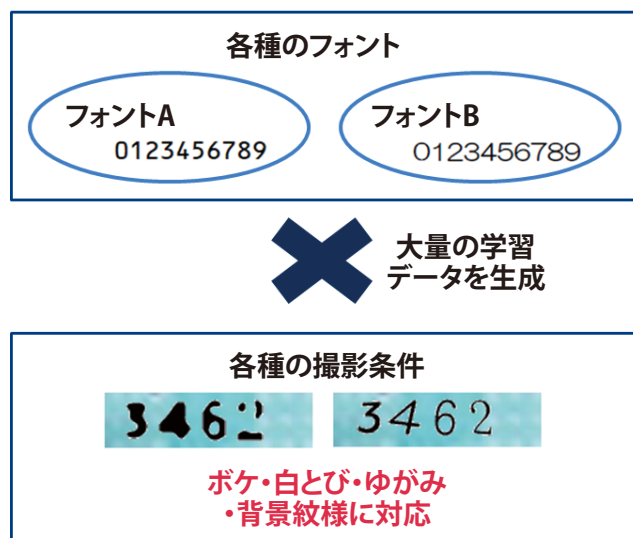 各種のフォント
フォントA
0123456789
フォントB
0123456789
大量の学習
データを生成
各種の撮影条件
3462
3462
ボケ・白とび・ゆがみ
・背景紋様に対応